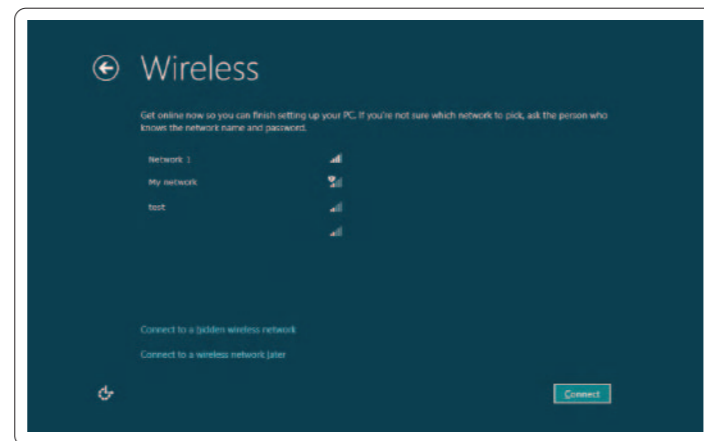 Wireless
Get online now so you can finish setting up your PC. If you're not sure which network to pick, ask the person who
knows the network name and password.
Network 1
My network
test
Connect to a hidden wireless network
Connect to a wireless network later
Connect